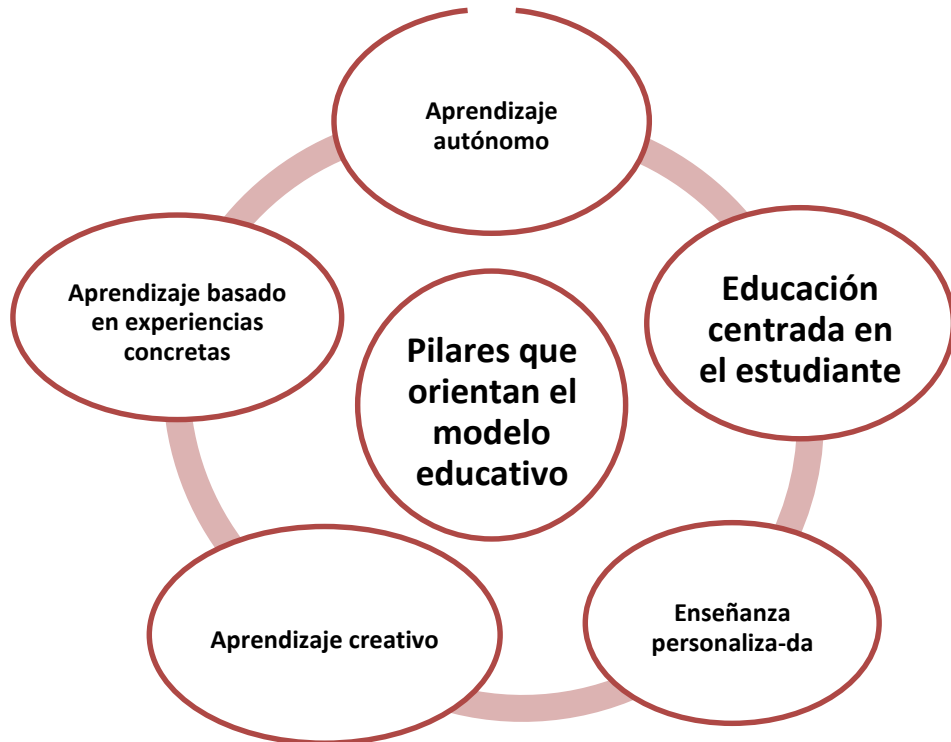 Aprendizaje
autónomo
Educación
centrada en
el estudiante
Aprendizaje basado
en experiencias
concretas
Pilares que
orientan el
modelo
educativo
Enseñanza
personaliza-da
Aprendizaje creativo